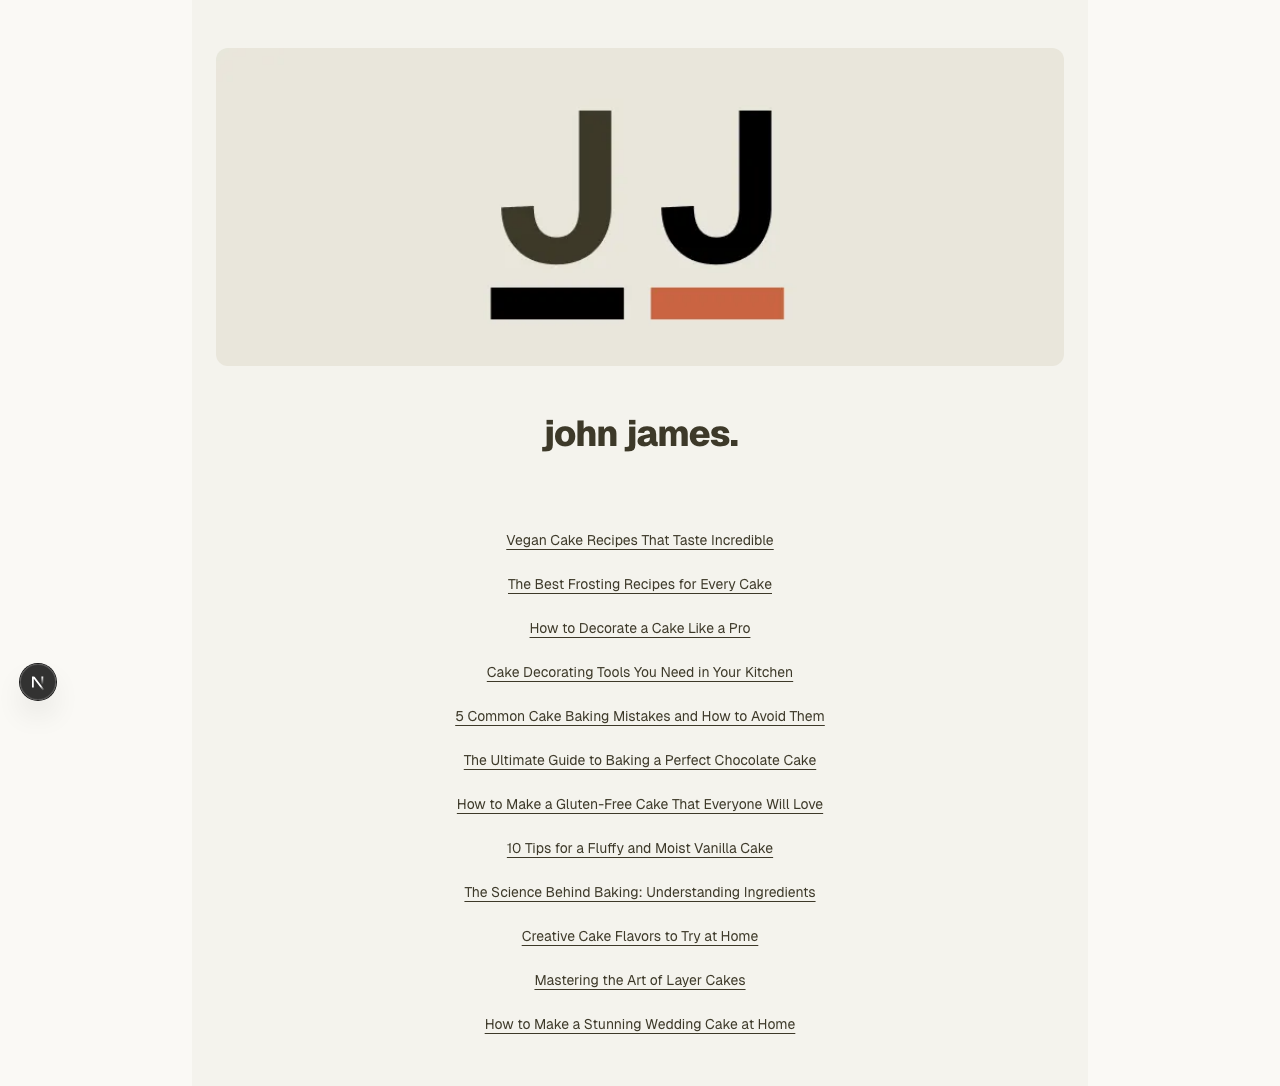 J J
john james.
Vegan Cake Recipes That Taste Incredible
The Best Frosting Recipes for Every Cake
How to Decorate a Cake Like a Pro
Cake Decorating Tools You Need in Your Kitchen
5 Common Cake Baking Mistakes and How to Avoid Them
The Ultimate Guide to Baking a Perfect Chocolate Cake
How to Make a Gluten-Free Cake That Everyone Will Love
10 Tips for a Fluffy and Moist Vanilla Cake
The Science Behind Baking: Understanding Ingredients
Creative Cake Flavors to Try at Home
Mastering the Art of Layer Cakes
How to Make a Stunning Wedding Cake at Home
N